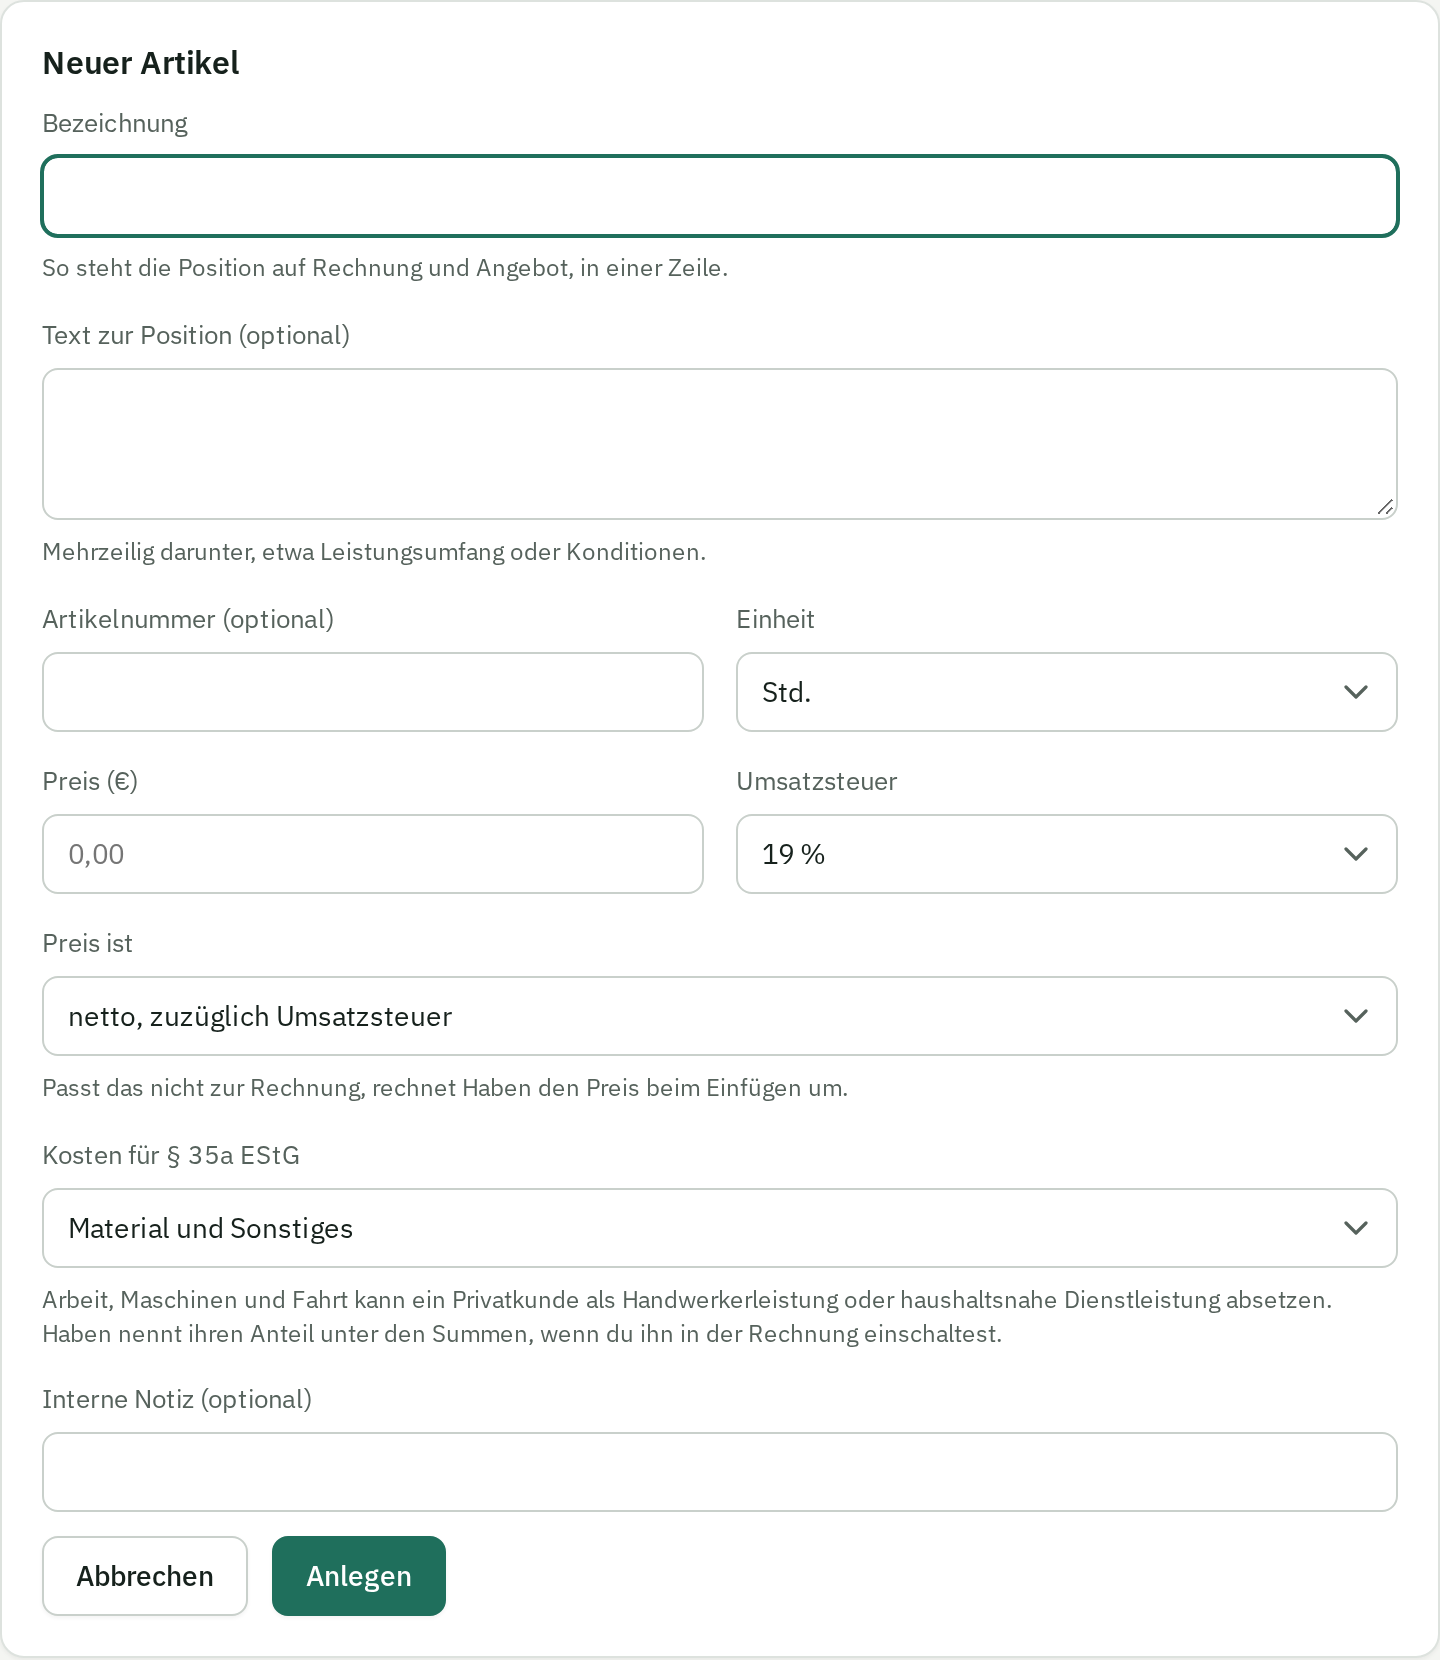 Neuer Artikel
Bezeichnung
So steht die Position auf Rechnung und Angebot, in einer Zeile.
Text zur Position (optional)
Mehrzeilig darunter, etwa Leistungsumfang oder Konditionen.
Artikelnummer (optional)
Einheit
Std.
Preis (€)
Umsatzsteuer
0,00
19 %
Preis ist
netto, zuzüglich Umsatzsteuer
Passt das nicht zur Rechnung, rechnet Haben den Preis beim Einfügen um.
Kosten für § 35a EStG
Material und Sonstiges
Arbeit, Maschinen und Fahrt kann ein Privatkunde als Handwerkerleistung oder haushaltsnahe Dienstleistung absetzen.
Haben nennt ihren Anteil unter den Summen, wenn du ihn in der Rechnung einschaltest.
Interne Notiz (optional)
Abbrechen
Anlegen